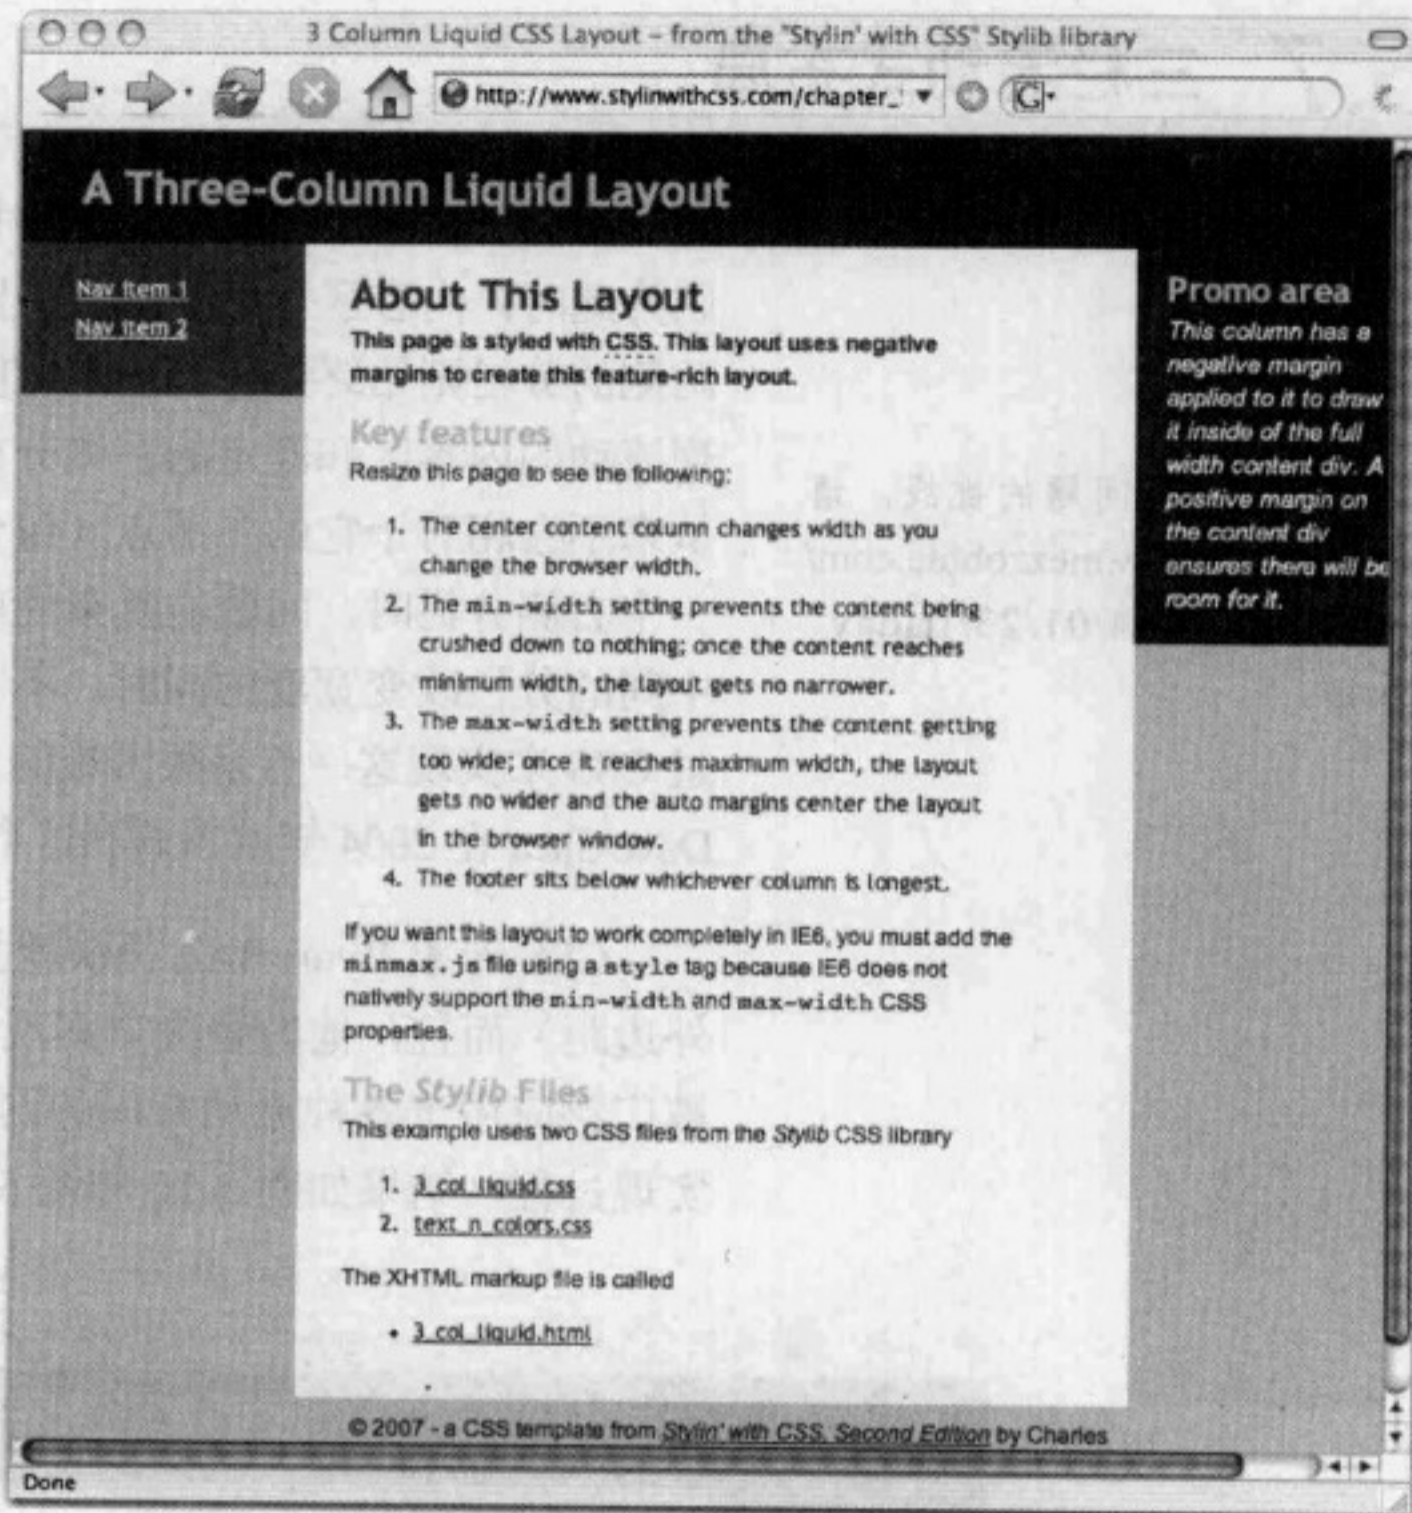 3 Column Liquid CSS Layout – from the "Stylin' with CSS" Stylib library
http://www.stylinwithcss.com/chapter_
G
A Three-Column Liquid Layout
Nav Item 1
Nav Item 2
About This Layout
This page is styled with CSS. This layout uses negative
margins to create this feature-rich layout.
Key features
Resize this page to see the following:
1. The center content column changes width as you
change the browser width.
2. The min-width setting prevents the content being
crushed down to nothing; once the content reaches
minimum width, the layout gets no narrower.
3. The max-width setting prevents the content getting
too wide; once it reaches maximum width, the layout
gets no wider and the auto margins center the layout
in the browser window.
4. The footer sits below whichever column is longest.
If you want this layout to work completely in IE6, you must add the
minmax.js file using a style tag because IE6 does not
natively support the min-width and max-width CSS
properties.
The Stylib Files
This example uses two CSS files from the Stylib CSS library
1. 3_col_liquid.css
2. text_n_colors.css
The XHTML markup file is called
• 3_col_liquid.html
Promo area
This column has a
negative margin
applied to it to draw
it inside of the full
width content div. A
positive margin on
the content div
ensures there will be
room for it.
© 2007 - a CSS template from Stylin' with CSS, Second Edition by Charles
Done